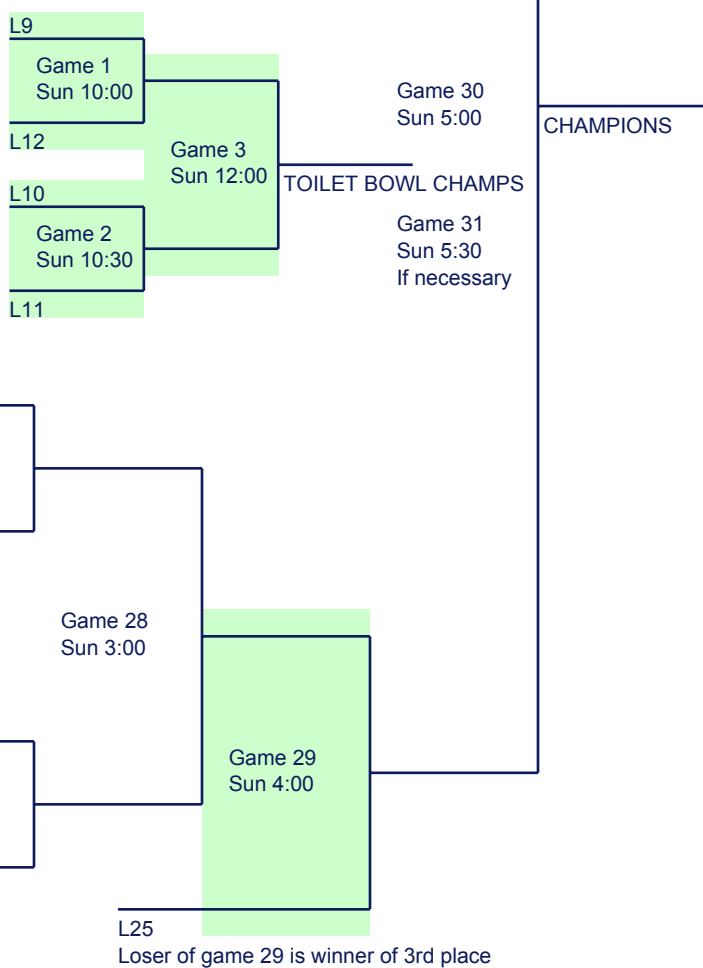 L9
Game 1
Sun 10:00
L12
Game 3
Sun 12:00
L10
Game 2
Sun 10:30
L11
TOILET BOWL CHAMPS
Game 30
Sun 5:00
CHAMPIONS
Game 31
Sun 5:30
If necessary
Game 28
Sun 3:00
Game 29
Sun 4:00
L25
Loser of game 29 is winner of 3rd place